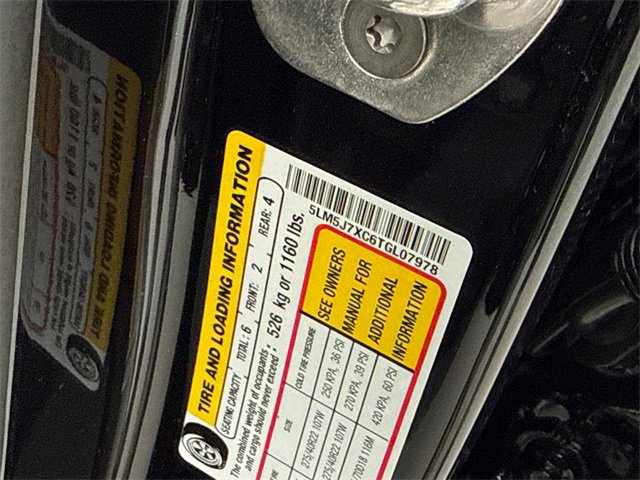 TIRE AND LOADING INFORMATION
SEATING CAPACITY TOTAL: 6 FRONT: 2 REAR: 4
The combined weight of occupants and cargo should never exceed: 526 kg or 1160 lbs.
5LM5J7XC6TGL07978
SIZE COLD TIRE PRESSURE
275/40R22 107W 250 KPA, 36 PSI
275/40R22 107W 270 KPA, 39 PSI
70D18 116M 420 KPA, 60 PSI
SEE OWNERS
MANUAL FOR
ADDITIONAL
INFORMATION